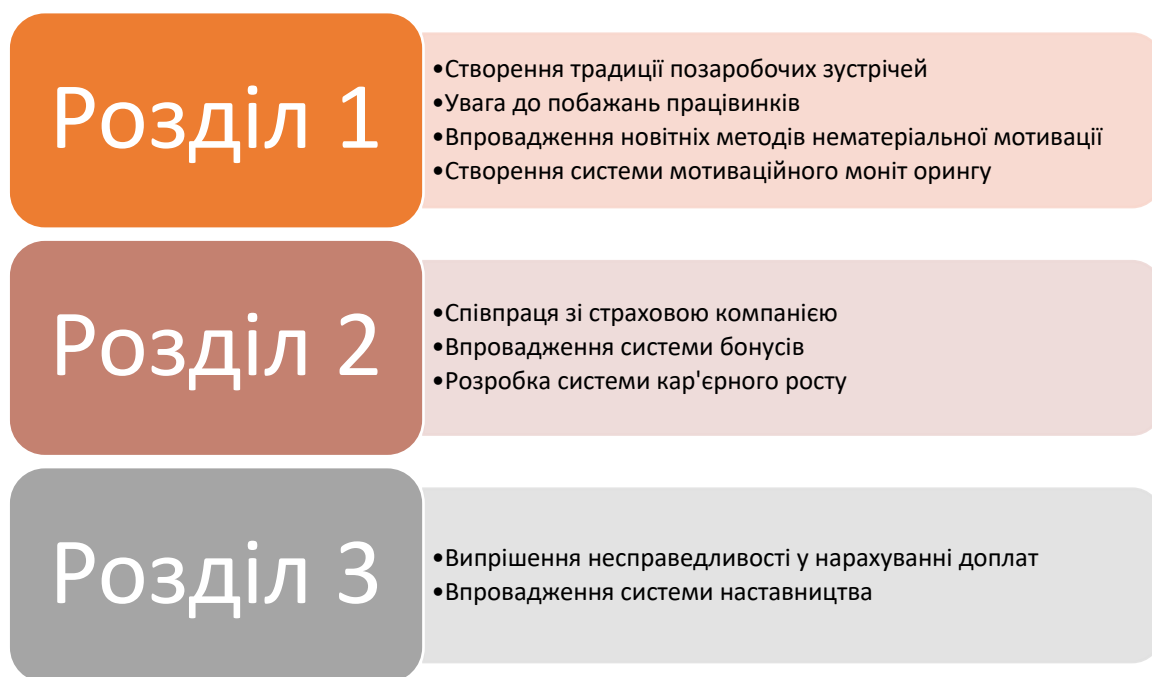 Розділ 1
•Створення традиції позаробочих зустрічей
•Увага до побажань працівинків
•Впровадження новітніх методів нематеріальної мотивації
•Створення системи мотиваційного моніт орингу
Розділ 2
•Співпраця зі страховою компанією
•Впровадження системи бонусів
•Розробка системи кар'єрного росту
Розділ 3
•Випрішення несправедливості у нарахуванні доплат
•Впровадження системи наставництва